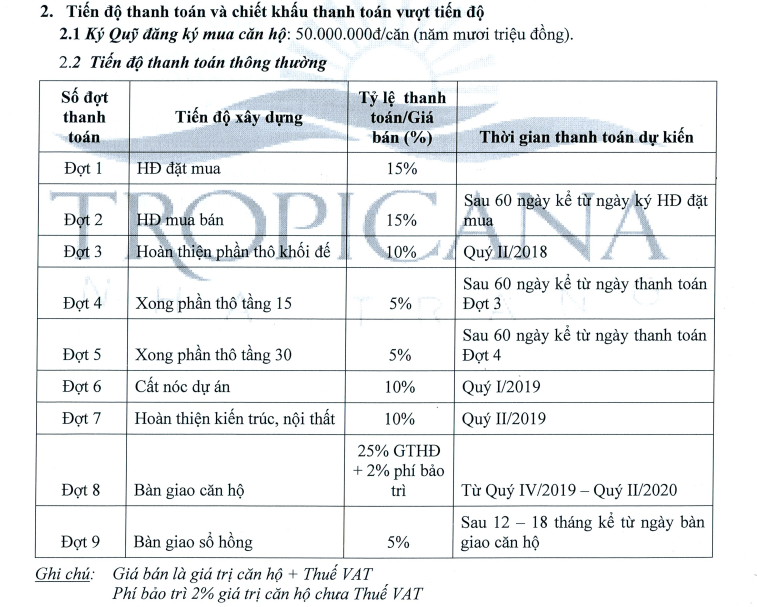 2. Tiến độ thanh toán và chiết khấu thanh toán vượt tiến độ
2.1 Ký Quỹ đăng ký mua căn hộ: 50.000.000đ/căn (năm mươi triệu đồng).
2.2 Tiến độ thanh toán thông thường
Số đợt thanh toán | Tiến độ xây dựng | Tỷ lệ thanh toán/Giá bán (%) | Thời gian thanh toán dự kiến
Đợt 1 | HĐ đặt mua | 15%
Đợt 2 | HĐ mua bán | 15% | Sau 60 ngày kể từ ngày ký HĐ đặt mua
Đợt 3 | Hoàn thiện phần thô khối đế | 10% | Quý II/2018
Đợt 4 | Xong phần thô tầng 15 | 5% | Sau 60 ngày kể từ ngày thanh toán Đợt 3
Đợt 5 | Xong phần thô tầng 30 | 5% | Sau 60 ngày kể từ ngày thanh toán Đợt 4
Đợt 6 | Cất nóc dự án | 10% | Quý I/2019
Đợt 7 | Hoàn thiện kiến trúc, nội thất | 10% | Quý II/2019
Đợt 8 | Bàn giao căn hộ | 25% GTHĐ + 2% phí bảo trì | Từ Quý IV/2019 – Quý II/2020
Đợt 9 | Bàn giao sổ hồng | 5% | Sau 12 – 18 tháng kể từ ngày bàn giao căn hộ
Ghi chú: Giá bán là giá trị căn hộ + Thuế VAT
Phí bảo trì 2% giá trị căn hộ chưa Thuế VAT
TROPICANA
NHA TRANG